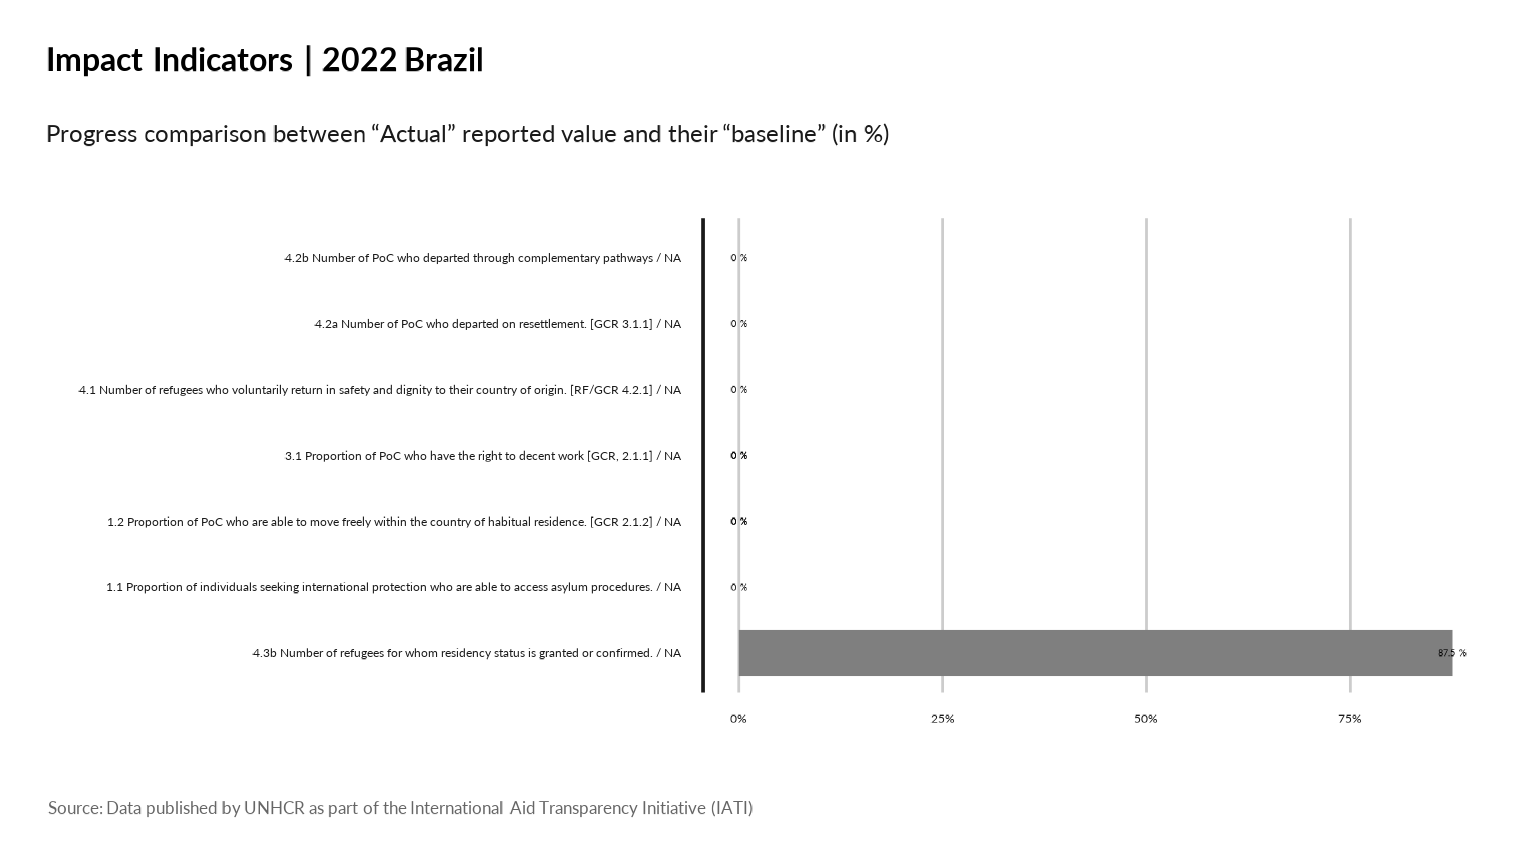 Impact Indicators | 2022 Brazil
Progress comparison between “Actual” reported value and their “baseline” (in %)
4.2b Number of PoC who departed through complementary pathways / NA
0 %
4.2a Number of PoC who departed on resettlement. [GCR 3.1.1] / NA
0 %
4.1 Number of refugees who voluntarily return in safety and dignity to their country of origin. [RF/GCR 4.2.1] / NA
0 %
3.1 Proportion of PoC who have the right to decent work [GCR, 2.1.1] / NA
0 %
1.2 Proportion of PoC who are able to move freely within the country of habitual residence. [GCR 2.1.2] / NA
0 %
1.1 Proportion of individuals seeking international protection who are able to access asylum procedures. / NA
0 %
4.3b Number of refugees for whom residency status is granted or confirmed. / NA
87.5 %
0% 25% 50% 75%
Source: Data published by UNHCR as part of the International Aid Transparency Initiative (IATI)